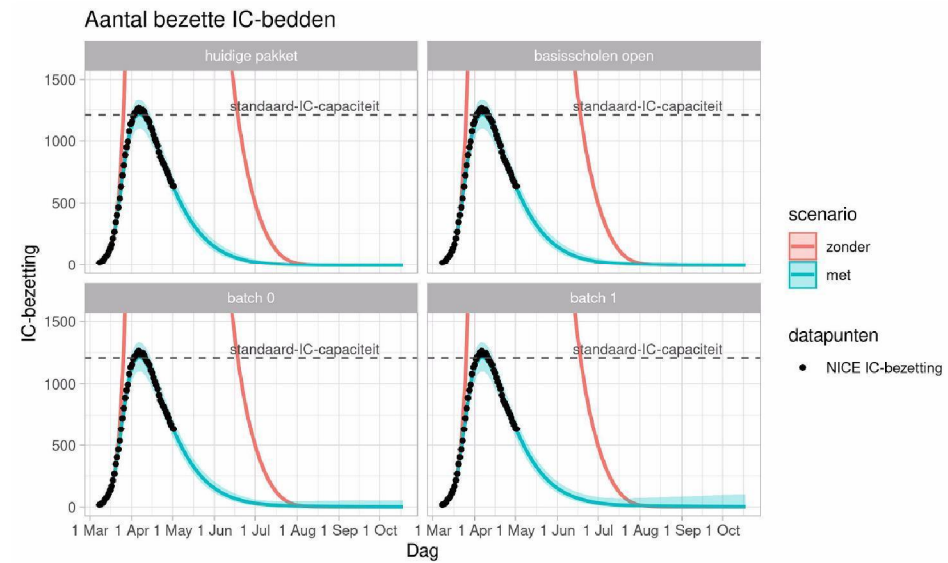 Aantal bezette IC-bedden
huidige pakket
basisscholen open
1500
standaard-IC-capaciteit
standaard-IC-capaciteit
1000
500
0
batch 0
batch 1
1500
standaard-IC-capaciteit
standaard-IC-capaciteit
1000
500
0
1 Mar 1 Apr 1 May 1 Jun 1 Jul 1 Aug 1 Sep 1 Oct
1 Mar 1 Apr 1 May 1 Jun 1 Jul 1 Aug 1 Sep 1 Oct
Dag
IC-bezetting
scenario
zonder
met
datapunten
NICE IC-bezetting